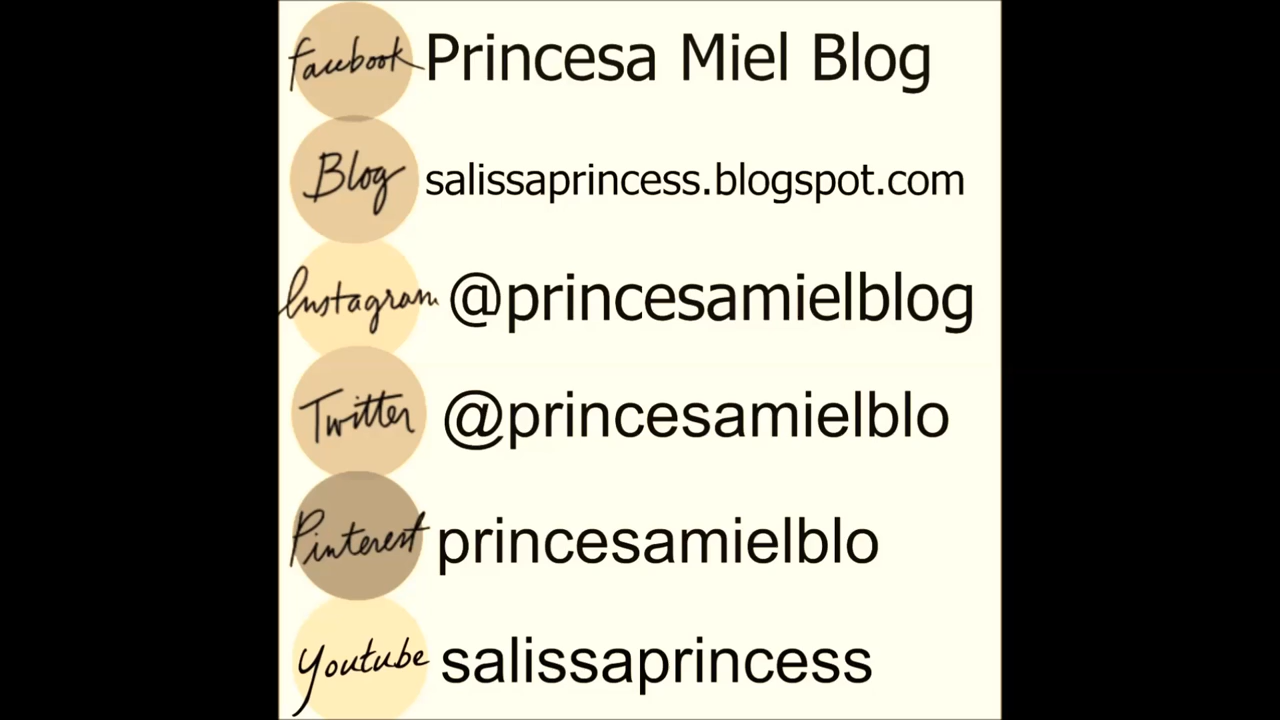 facebook Princesa Miel Blog
Blog salissaprincess.blogspot.com
Instagram @princesamielblog
Twitter @princesamielblo
Pinterest princesamielblo
Youtube salissaprincess